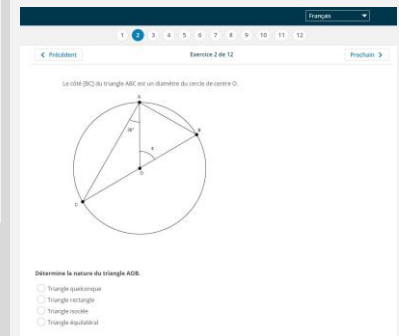 Français
1 2 3 4 5 6 7 8 9 10 11 12
Précédent
Exercice 2 de 12
Prochain
Le côté [BC] du triangle ABC est un diamètre du cercle de centre O.
A
30°
B
O
Détermine la nature du triangle AOB.
Triangle quelconque
Triangle rectangle
Triangle isocèle
Triangle équilatéral